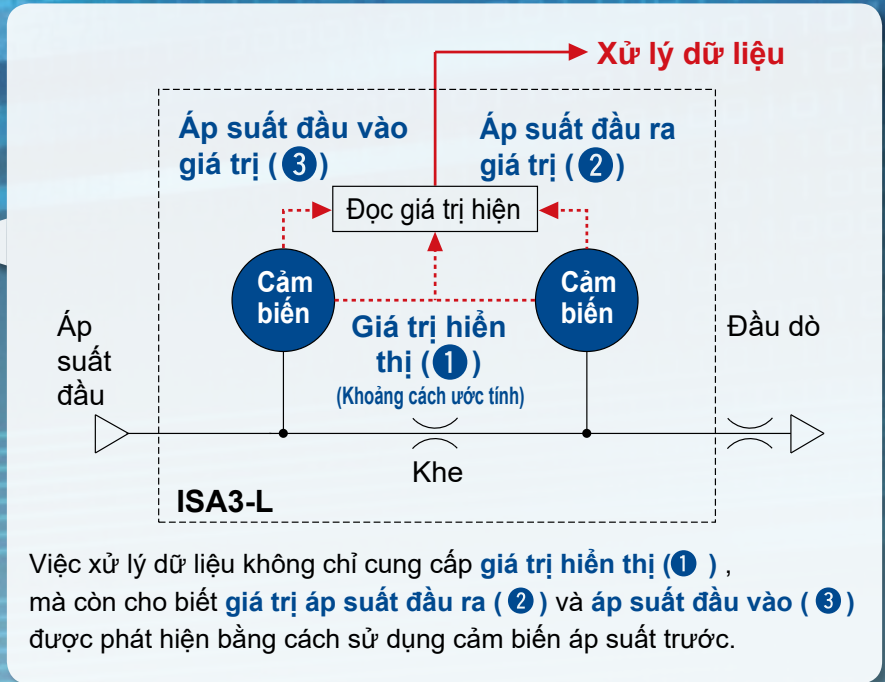 Xử lý dữ liệu
Áp suất đầu vào
giá trị (3)
Áp suất đầu ra
giá trị (2)
Đọc giá trị hiện
Cảm
biến
Cảm
biến
Áp
suất
đầu
Giá trị hiển
thị (1)
(Khoảng cách ước tính)
Đầu dò
Khe
ISA3-L
Việc xử lý dữ liệu không chỉ cung cấp giá trị hiển thị (1 ) ,
mà còn cho biết giá trị áp suất đầu ra ( 2 ) và áp suất đầu vào ( 3 )
được phát hiện bằng cách sử dụng cảm biến áp suất trước.